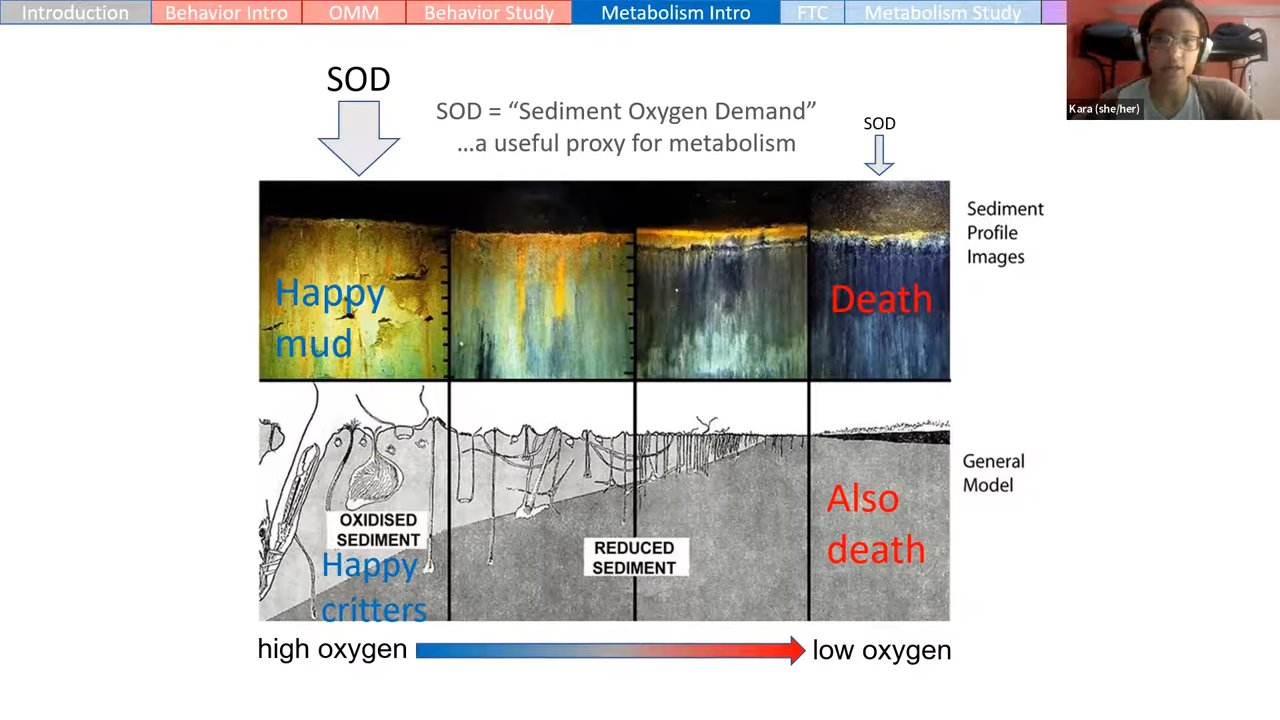 Introduction
Behavior Intro
OMM
Behavior Study
Metabolism Intro
FTC
Metabolism Study
Kara (she/her)
SOD
SOD = “Sediment Oxygen Demand”
...a useful proxy for metabolism
SOD
Happy
mud
Death
Sediment
Profile
Images
OXIDISED
SEDIMENT
Happy
critters
REDUCED
SEDIMENT
Also
death
General
Model
high oxygen
low oxygen